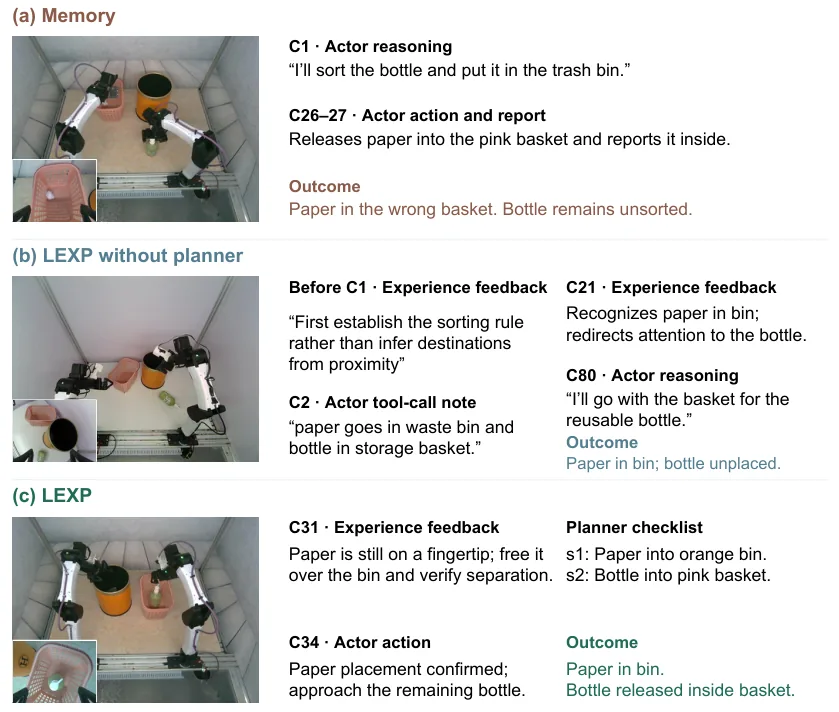 (a) Memory
C1 · Actor reasoning
“I’ll sort the bottle and put it in the trash bin.”
C26–27 · Actor action and report
Releases paper into the pink basket and reports it inside.
Outcome
Paper in the wrong basket. Bottle remains unsorted.
(b) LEXP without planner
Before C1 · Experience feedback
“First establish the sorting rule
rather than infer destinations
from proximity”
C2 · Actor tool-call note
“paper goes in waste bin and
bottle in storage basket.”
C21 · Experience feedback
Recognizes paper in bin;
redirects attention to the bottle.
C80 · Actor reasoning
“I’ll go with the basket for the
reusable bottle.”
Outcome
Paper in bin; bottle unplaced.
(c) LEXP
C31 · Experience feedback
Paper is still on a fingertip; free it
over the bin and verify separation.
C34 · Actor action
Paper placement confirmed;
approach the remaining bottle.
Planner checklist
s1: Paper into orange bin.
s2: Bottle into pink basket.
Outcome
Paper in bin.
Bottle released inside basket.